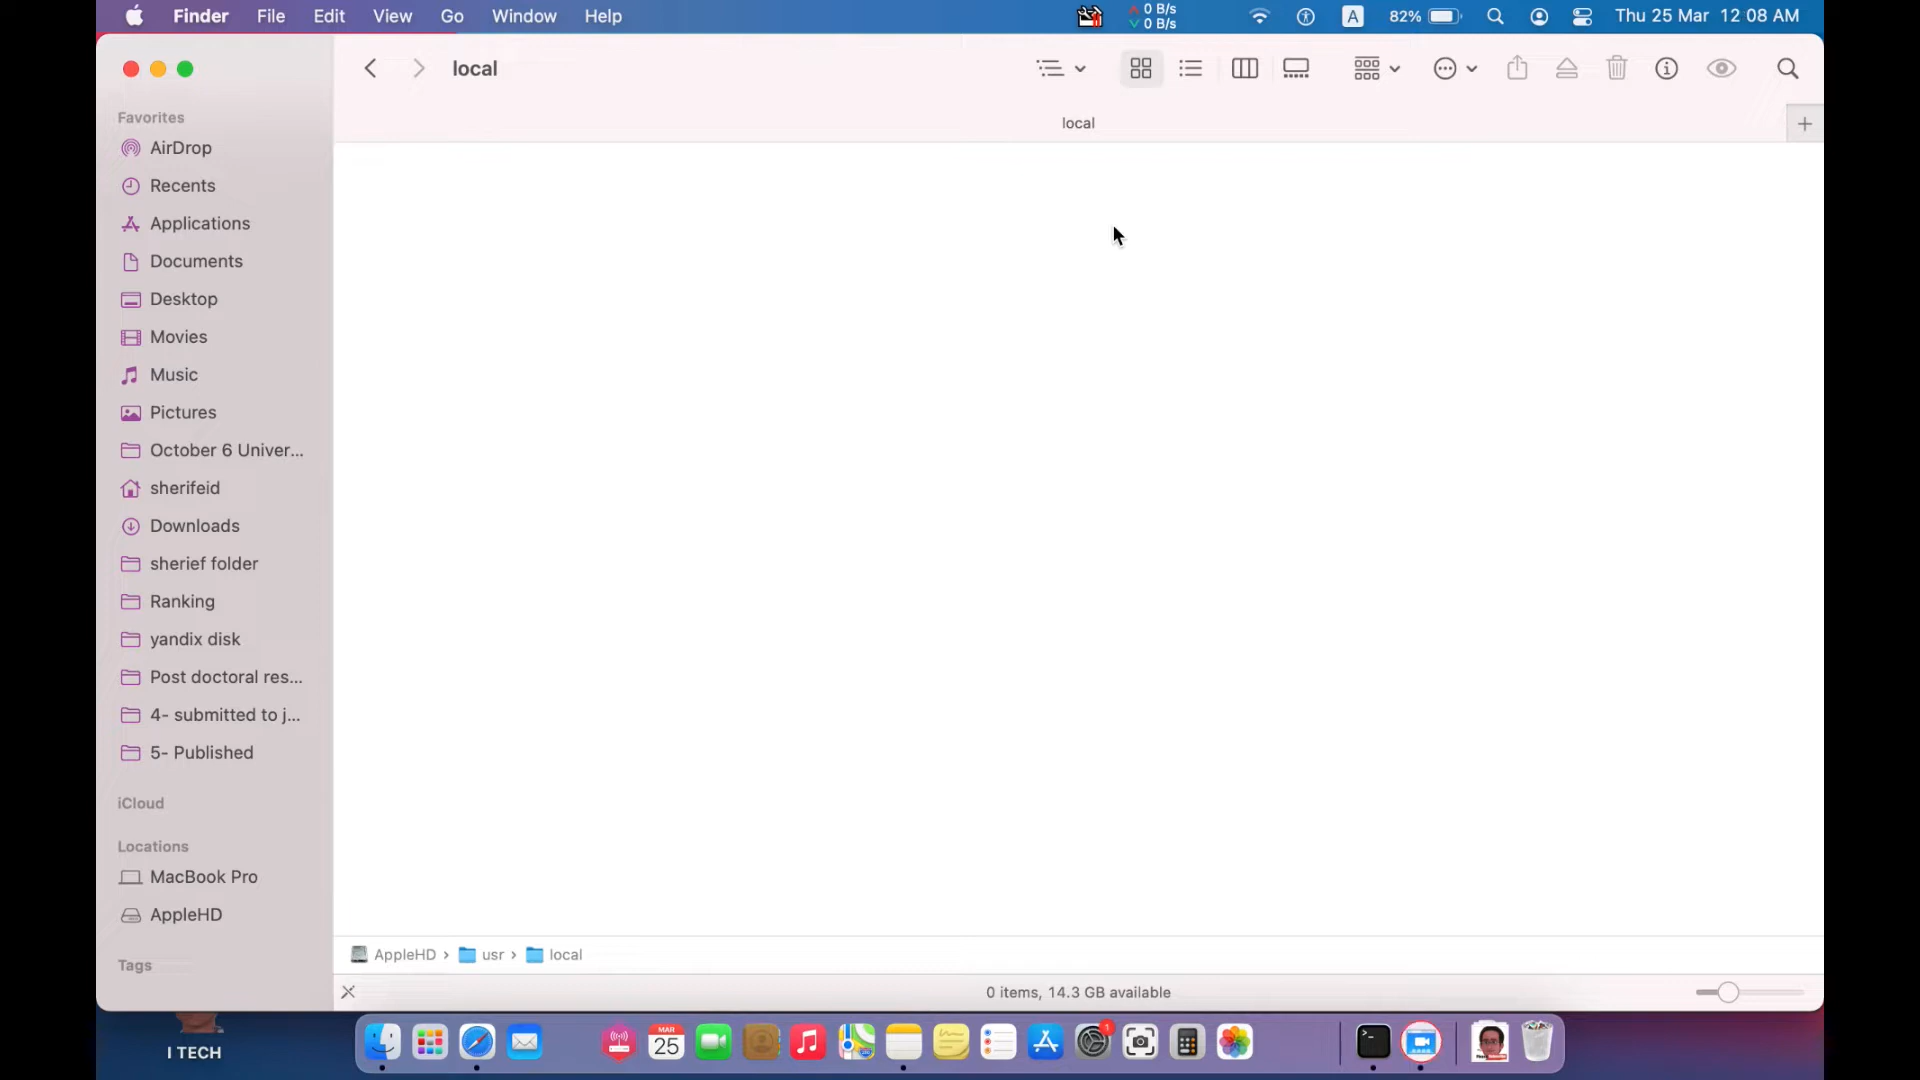 Finder File Edit View Go Window Help 0 B/s 0 B/s A 82% Thu 25 Mar 12:08 AM
local
local
Favorites
AirDrop
Recents
Applications
Documents
Desktop
Movies
Music
Pictures
October 6 Univer...
sherifeid
Downloads
sherief folder
Ranking
yandix disk
Post doctoral res...
4- submitted to j...
5- Published
iCloud
Locations
MacBook Pro
AppleHD
Tags
AppleHD › usr › local
0 items, 14.3 GB available
I TECH
MAR
25
1